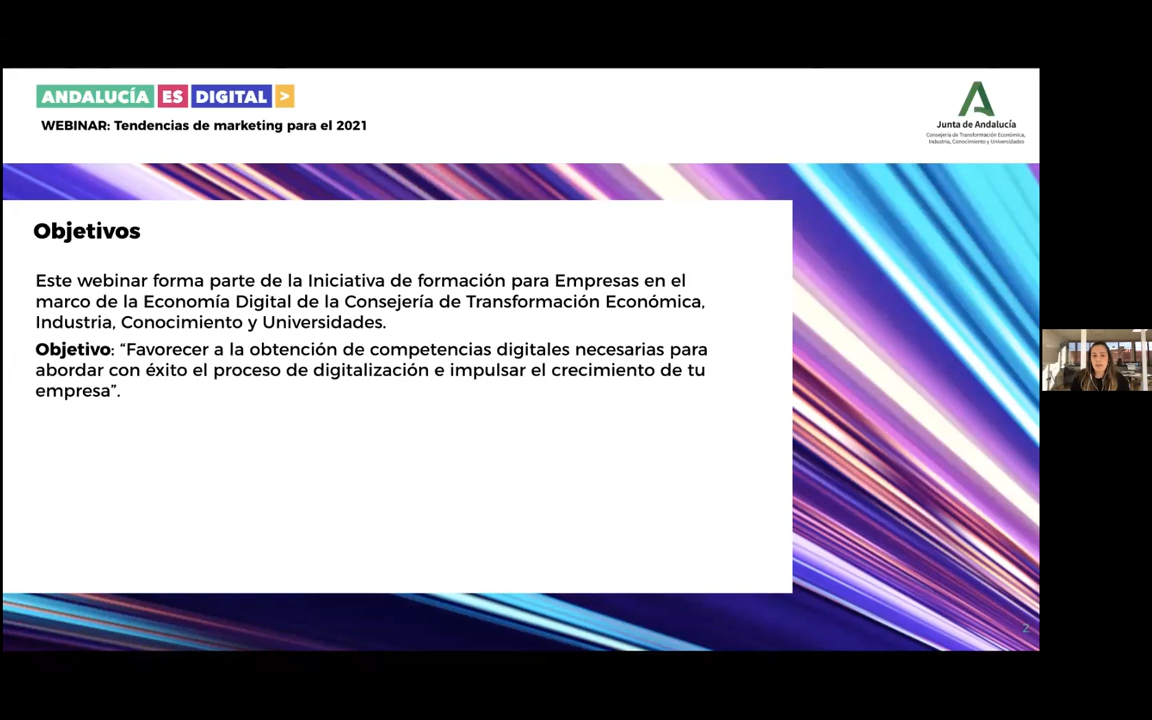 ANDALUCÍA ES DIGITAL >
WEBINAR: Tendencias de marketing para el 2021
Junta de Andalucía
Consejería de Transformación Económica,
Industria, Conocimiento y Universidades
Objetivos
Este webinar forma parte de la Iniciativa de formación para Empresas en el
marco de la Economía Digital de la Consejería de Transformación Económica,
Industria, Conocimiento y Universidades.
Objetivo: “Favorecer a la obtención de competencias digitales necesarias para
abordar con éxito el proceso de digitalización e impulsar el crecimiento de tu
empresa”.
2